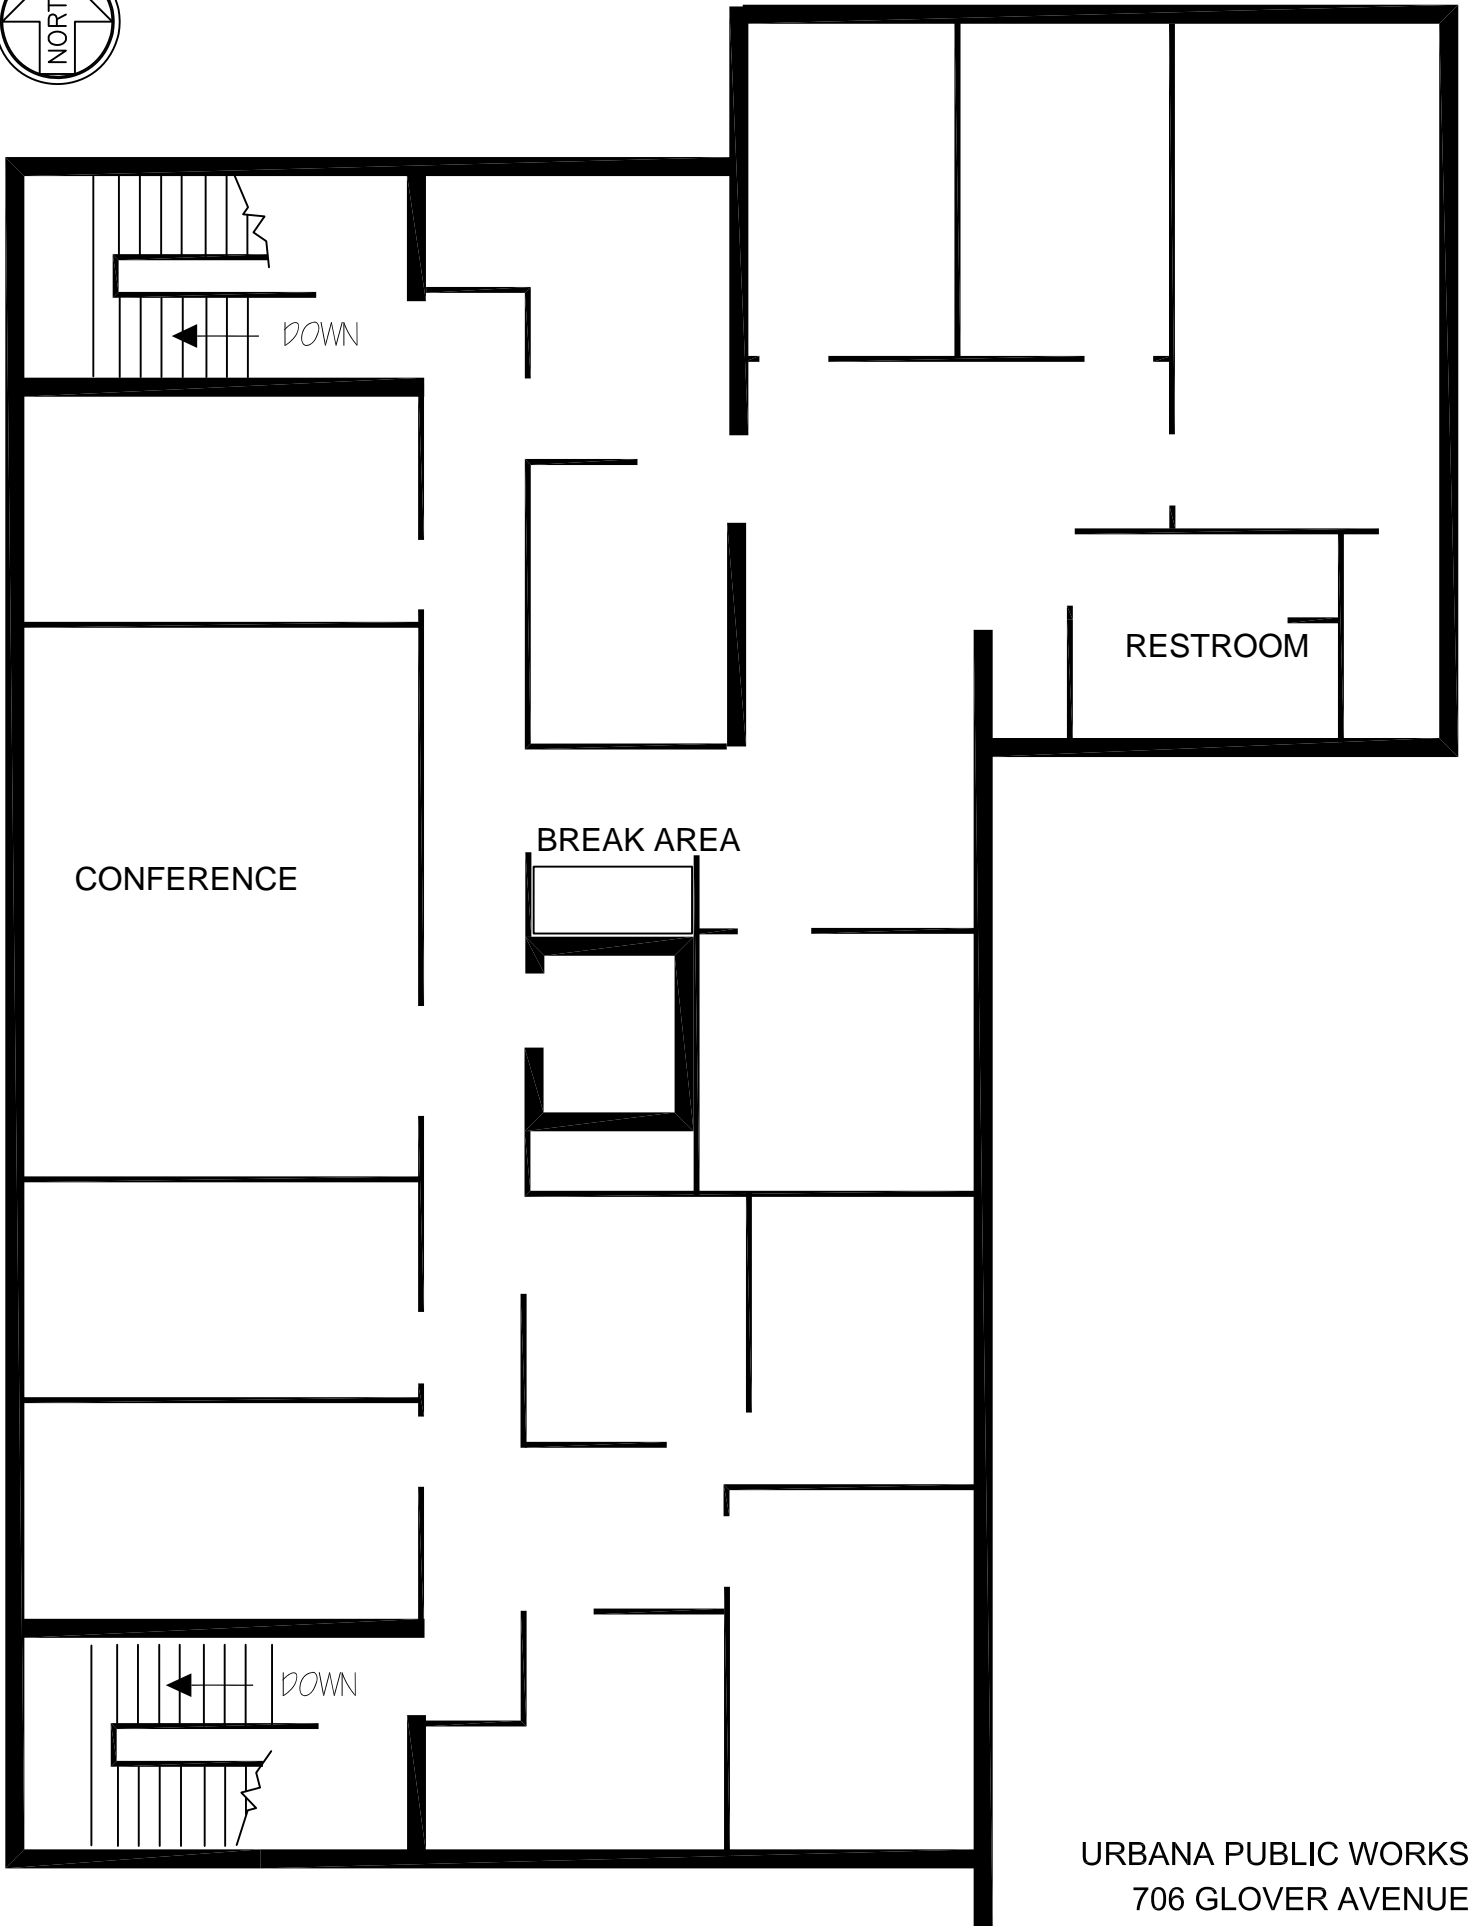 NORT
DOWN
RESTROOM
BREAK AREA
CONFERENCE
DOWN
URBANA PUBLIC WORKS
706 GLOVER AVENUE